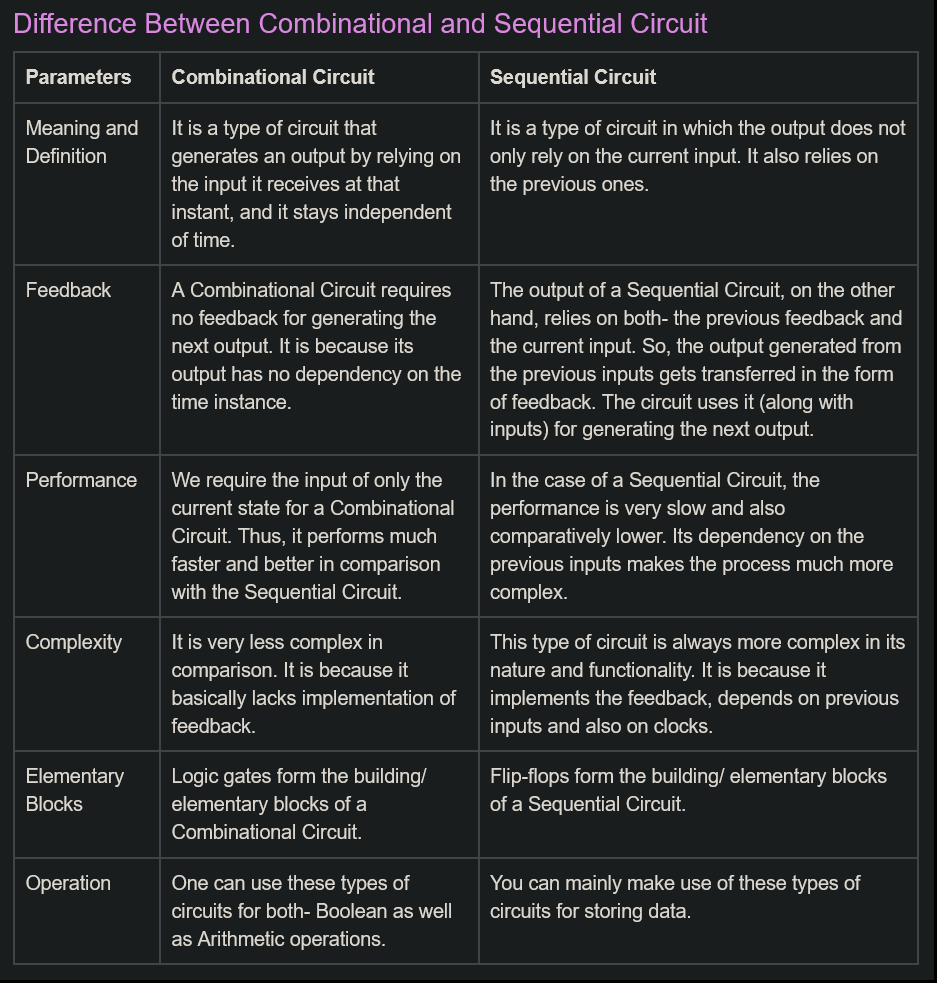 Difference Between Combinational and Sequential Circuit
Parameters
Combinational Circuit
Sequential Circuit
Meaning and
Definition
It is a type of circuit that
generates an output by relying on
the input it receives at that
instant, and it stays independent
of time.
It is a type of circuit in which the output does not
only rely on the current input. It also relies on
the previous ones.
Feedback
A Combinational Circuit requires
no feedback for generating the
next output. It is because its
output has no dependency on the
time instance.
The output of a Sequential Circuit, on the other
hand, relies on both- the previous feedback and
the current input. So, the output generated from
the previous inputs gets transferred in the form
of feedback. The circuit uses it (along with
inputs) for generating the next output.
Performance
We require the input of only the
current state for a Combinational
Circuit. Thus, it performs much
faster and better in comparison
with the Sequential Circuit.
In the case of a Sequential Circuit, the
performance is very slow and also
comparatively lower. Its dependency on the
previous inputs makes the process much more
complex.
Complexity
It is very less complex in
comparison. It is because it
basically lacks implementation of
feedback.
This type of circuit is always more complex in its
nature and functionality. It is because it
implements the feedback, depends on previous
inputs and also on clocks.
Elementary
Blocks
Logic gates form the building/
elementary blocks of a
Combinational Circuit.
Flip-flops form the building/ elementary blocks
of a Sequential Circuit.
Operation
One can use these types of
circuits for both- Boolean as well
as Arithmetic operations.
You can mainly make use of these types of
circuits for storing data.